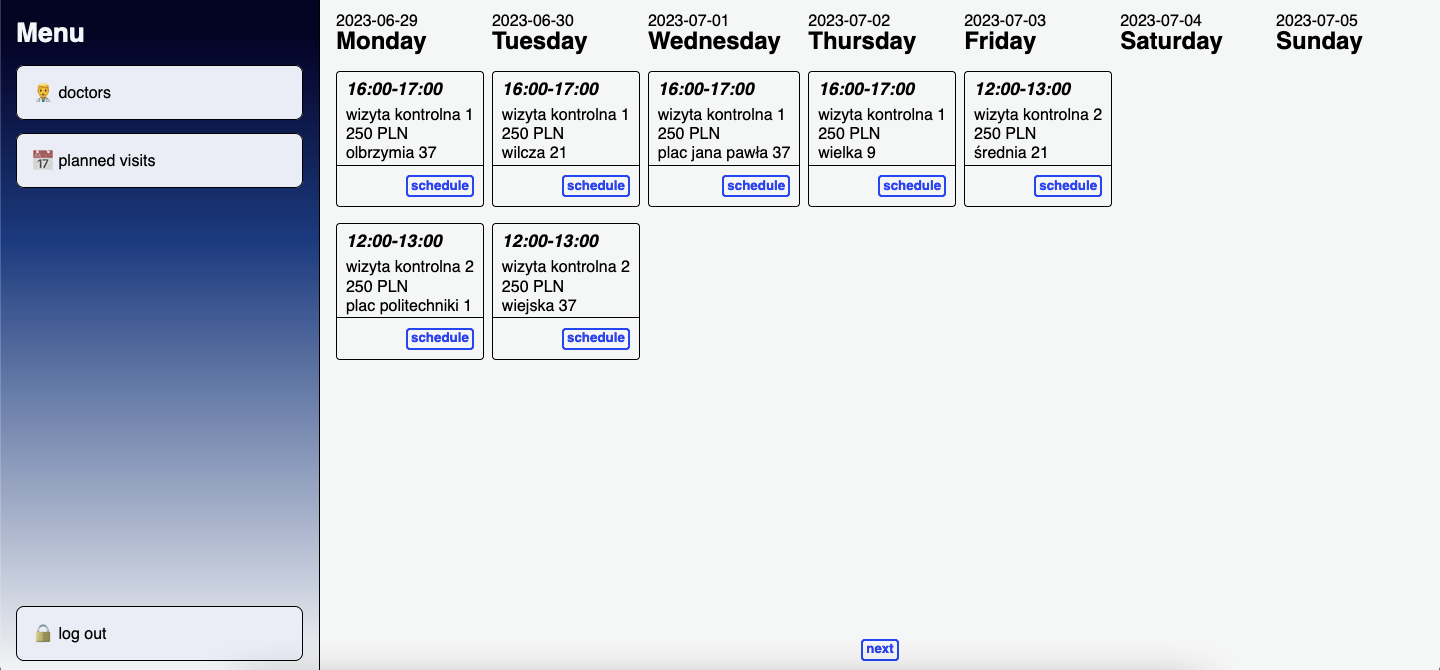 Menu
doctors
17 planned visits
log out
2023-06-29
Monday
16:00-17:00
wizyta kontrolna 1
250 PLN
olbrzymia 37
schedule
12:00-13:00
wizyta kontrolna 2
250 PLN
plac politechniki 1
schedule
2023-06-30
Tuesday
16:00-17:00
wizyta kontrolna 1
250 PLN
wilcza 21
schedule
12:00-13:00
wizyta kontrolna 2
250 PLN
wiejska 37
schedule
2023-07-01
Wednesday
16:00-17:00
wizyta kontrolna 1
250 PLN
plac jana pawła 37
schedule
2023-07-02
Thursday
16:00-17:00
wizyta kontrolna 1
250 PLN
wielka 9
schedule
2023-07-03
Friday
12:00-13:00
wizyta kontrolna 2
250 PLN
średnia 21
schedule
2023-07-04
Saturday
2023-07-05
Sunday
next